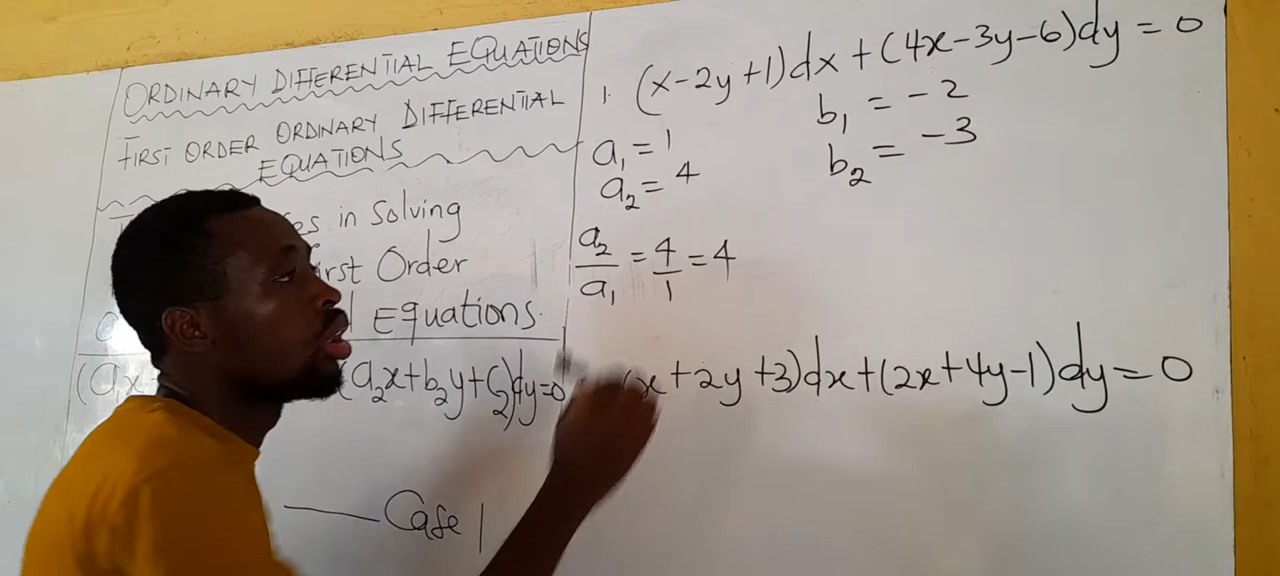 ORDINARY DIFFERENTIAL EQUATIONS
FIRST ORDER ORDINARY DIFFERENTIAL
EQUATIONS
in Solving
Order
Equations
(a₁x a₂x+b₂y+c₂)dy=0
Case 1
1. (x-2y+1)dx+(4x-3y-6)dy=0
a₁=1 b₁=-2
a₂=4 b₂=-3
a₂/a₁=4/1=4
x+2y+3)dx+(2x+4y-1)dy=0